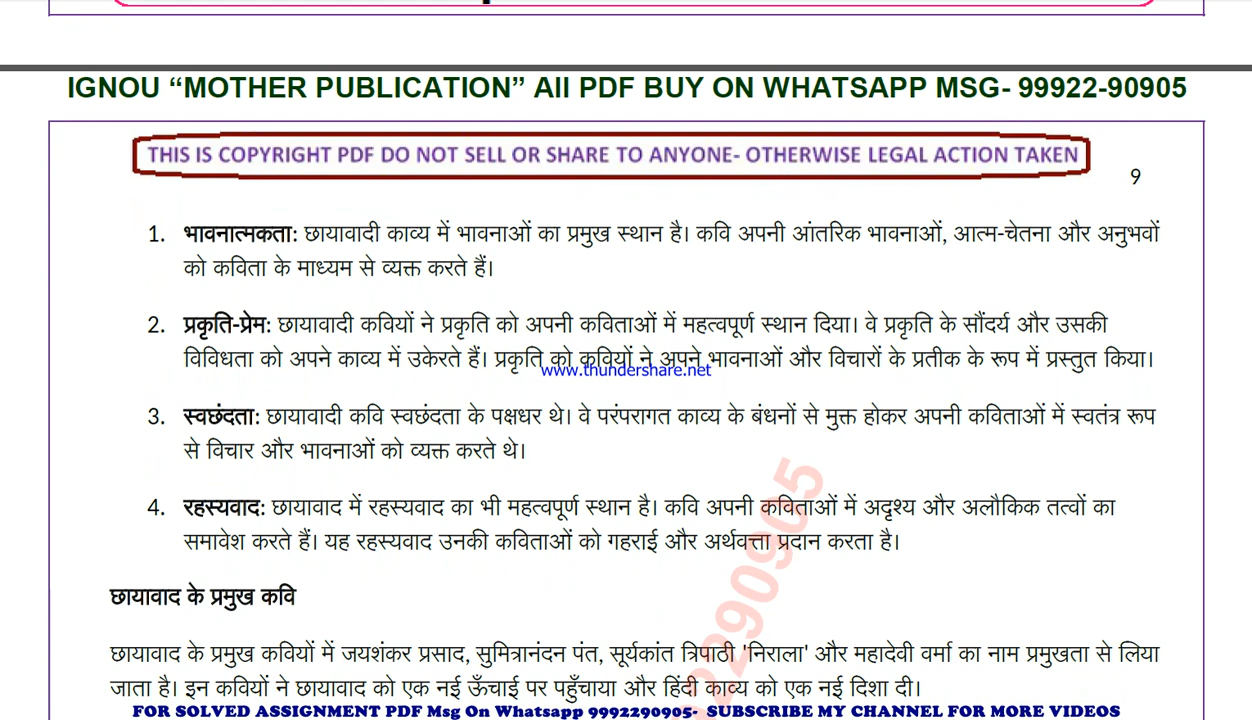 IGNOU “MOTHER PUBLICATION” All PDF BUY ON WHATSAPP MSG- 99922-90905
THIS IS COPYRIGHT PDF DO NOT SELL OR SHARE TO ANYONE- OTHERWISE LEGAL ACTION TAKEN
9
1. भावनात्मकता: छायावादी काव्य में भावनाओं का प्रमुख स्थान है। कवि अपनी आंतरिक भावनाओं, आत्म-चेतना और अनुभवों
को कविता के माध्यम से व्यक्त करते हैं।
2. प्रकृति-प्रेम: छायावादी कवियों ने प्रकृति को अपनी कविताओं में महत्वपूर्ण स्थान दिया। वे प्रकृति के सौंदर्य और उसकी
विविधता को अपने काव्य में उकेरते हैं। प्रकृति को कवियों ने अपने भावनाओं और विचारों के प्रतीक के रूप में प्रस्तुत किया।
www.thundershare.net
3. स्वछंदता: छायावादी कवि स्वछंदता के पक्षधर थे। वे परंपरागत काव्य के बंधनों से मुक्त होकर अपनी कविताओं में स्वतंत्र रूप
से विचार और भावनाओं को व्यक्त करते थे।
4. रहस्यवाद: छायावाद में रहस्यवाद का भी महत्वपूर्ण स्थान है। कवि अपनी कविताओं में अदृश्य और अलौकिक तत्वों का
समावेश करते हैं। यह रहस्यवाद उनकी कविताओं को गहराई और अर्थवत्ता प्रदान करता है।
छायावाद के प्रमुख कवि
छायावाद के प्रमुख कवियों में जयशंकर प्रसाद, सुमित्रानंदन पंत, सूर्यकांत त्रिपाठी 'निराला' और महादेवी वर्मा का नाम प्रमुखता से लिया
जाता है। इन कवियों ने छायावाद को एक नई ऊँचाई पर पहुँचाया और हिंदी काव्य को एक नई दिशा दी।
FOR SOLVED ASSIGNMENT PDF Msg On Whatsapp 9992290905- SUBSCRIBE MY CHANNEL FOR MORE VIDEOS